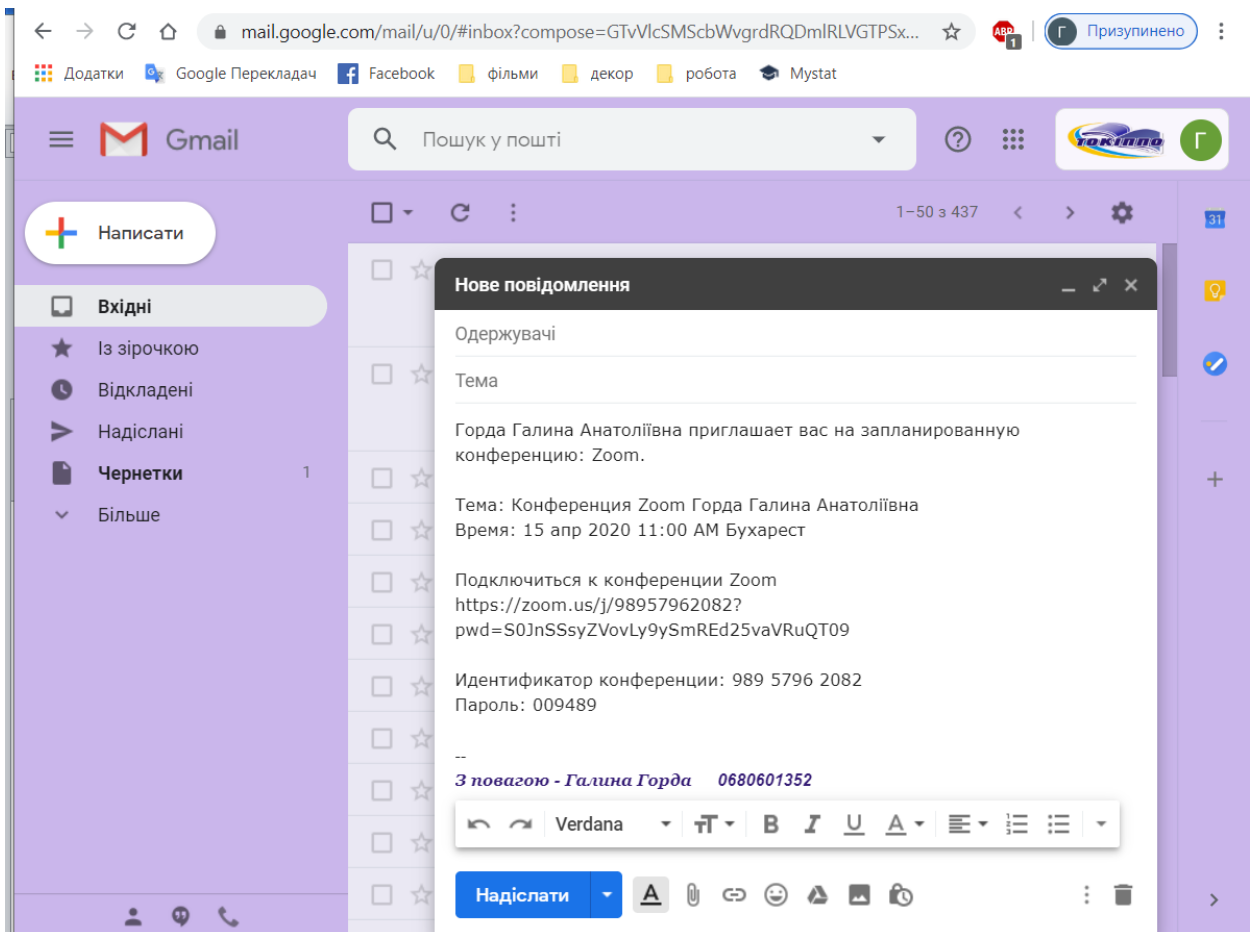 mail.google.com/mail/u/0/#inbox?compose=GTvVlcSMScbWvgrdRQDmlRLVGTPSx...
ABP
1
Г
Призупинено
Додатки
Google Перекладач
Facebook
фільми
декор
робота
Mystat
Gmail
Пошук у пошті
ТОКІППО
Г
Написати
1–50 з 437
31
Вхідні
Із зірочкою
Відкладені
Надіслані
Чернетки 1
Більше
Нове повідомлення
Одержувачі
Тема
Горда Галина Анатоліївна приглашает вас на запланированную
конференцию: Zoom.
Тема: Конференция Zoom Горда Галина Анатоліївна
Время: 15 апр 2020 11:00 AM Бухарест
Подключиться к конференции Zoom
https://zoom.us/j/98957962082?
pwd=S0JnSSsyZVovLy9ySmREd25vaVRuQT09
Идентификатор конференции: 989 5796 2082
Пароль: 009489
--
З повагою - Галина Горда 0680601352
Verdana
B I U A
Надіслати
A